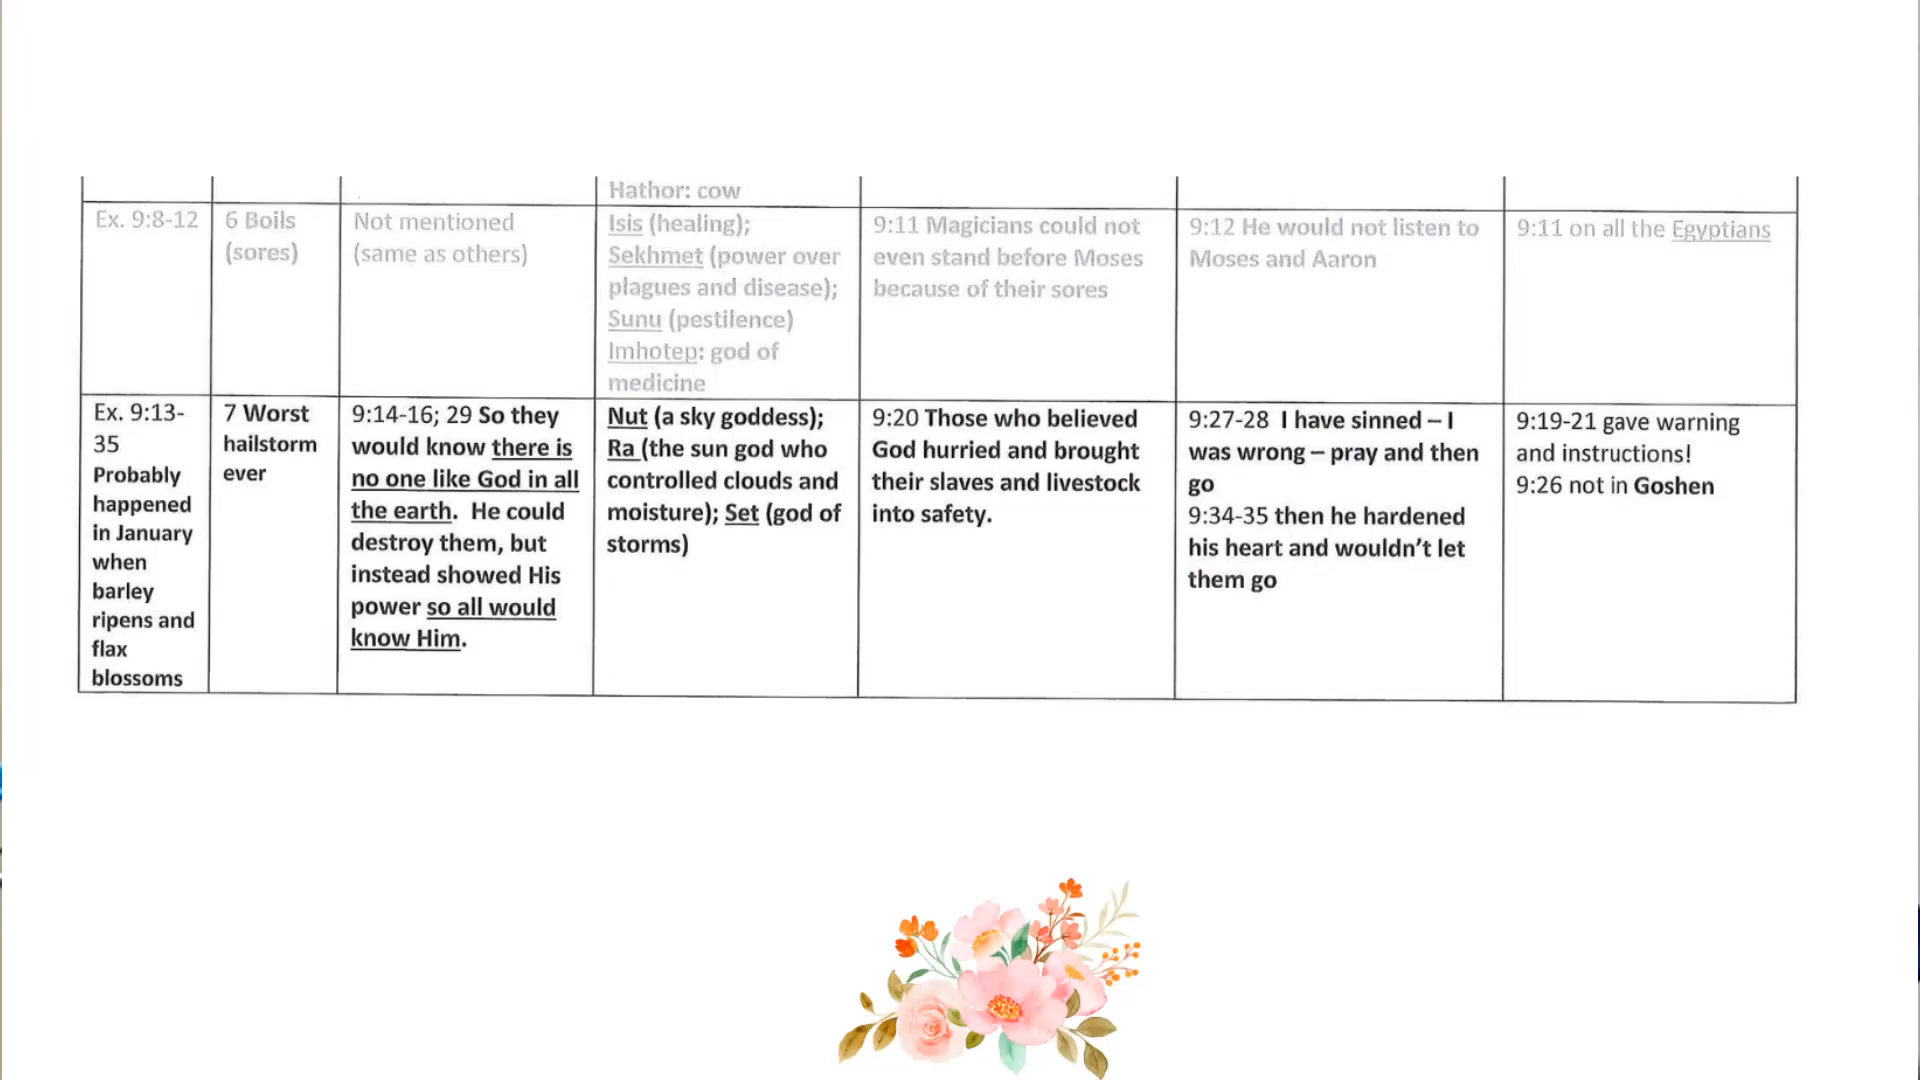 Hathor: cow
Ex. 9:8-12
6 Boils
(sores)
Not mentioned
(same as others)
Isis (healing);
Sekhmet (power over
plagues and disease);
Sunu (pestilence)
Imhotep: god of
medicine
9:11 Magicians could not
even stand before Moses
because of their sores
9:12 He would not listen to
Moses and Aaron
9:11 on all the Egyptians
Ex. 9:13-
35
Probably
happened
in January
when
barley
ripens and
flax
blossoms
7 Worst
hailstorm
ever
9:14-16; 29 So they
would know there is
no one like God in all
the earth. He could
destroy them, but
instead showed His
power so all would
know Him.
Nut (a sky goddess);
Ra (the sun god who
controlled clouds and
moisture); Set (god of
storms)
9:20 Those who believed
God hurried and brought
their slaves and livestock
into safety.
9:27-28 I have sinned – I
was wrong – pray and then
go
9:34-35 then he hardened
his heart and wouldn't let
them go
9:19-21 gave warning
and instructions!
9:26 not in Goshen